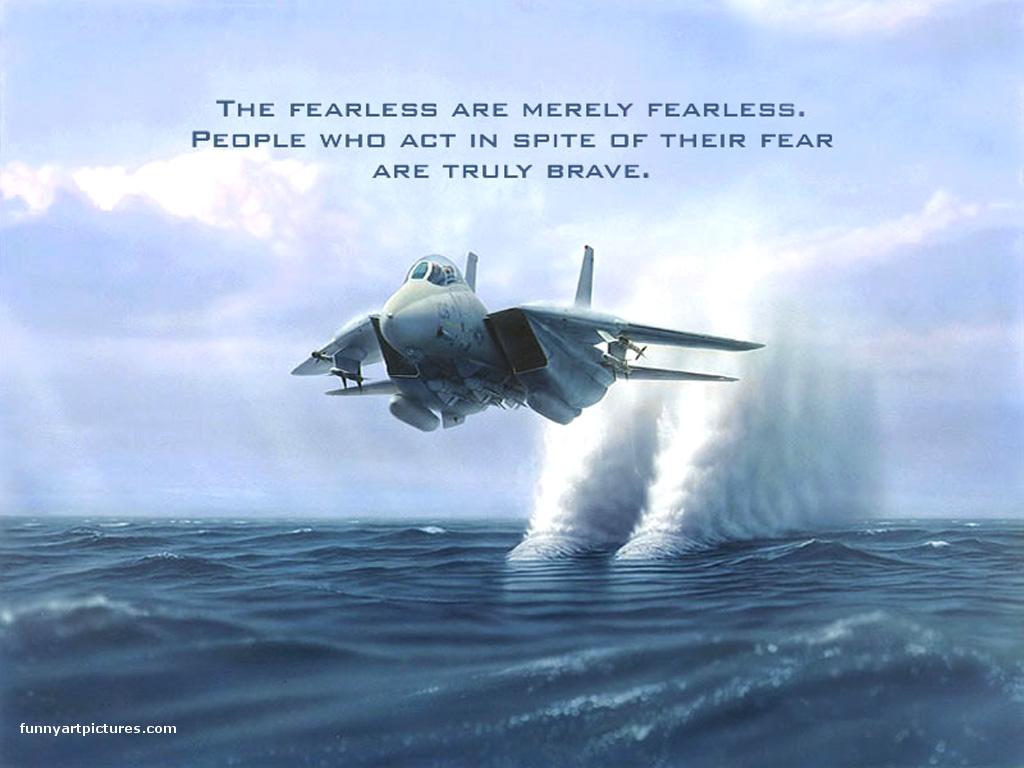 The fearless are merely fearless.
People who act in spite of their fear
are truly brave.
funnyartpictures.com